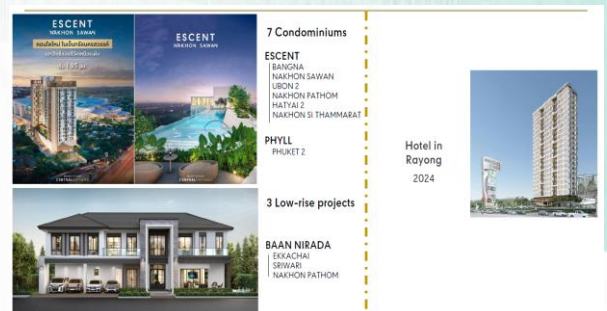 ESCENT
NAKHON SAWAN
ESCENT
NAKHON SAWAN
7 Condominiums
ESCENT
BANGNA
NAKHON SAWAN
UBON 2
NAKHON PATHOM
HATYAI 2
NAKHON SI THAMMARAT
PHYLL
PHUKET 2
3 Low-rise projects
BAAN NIRADA
EKKACHAI
SRIWARI
NAKHON PATHOM
Hotel in
Rayong
2024